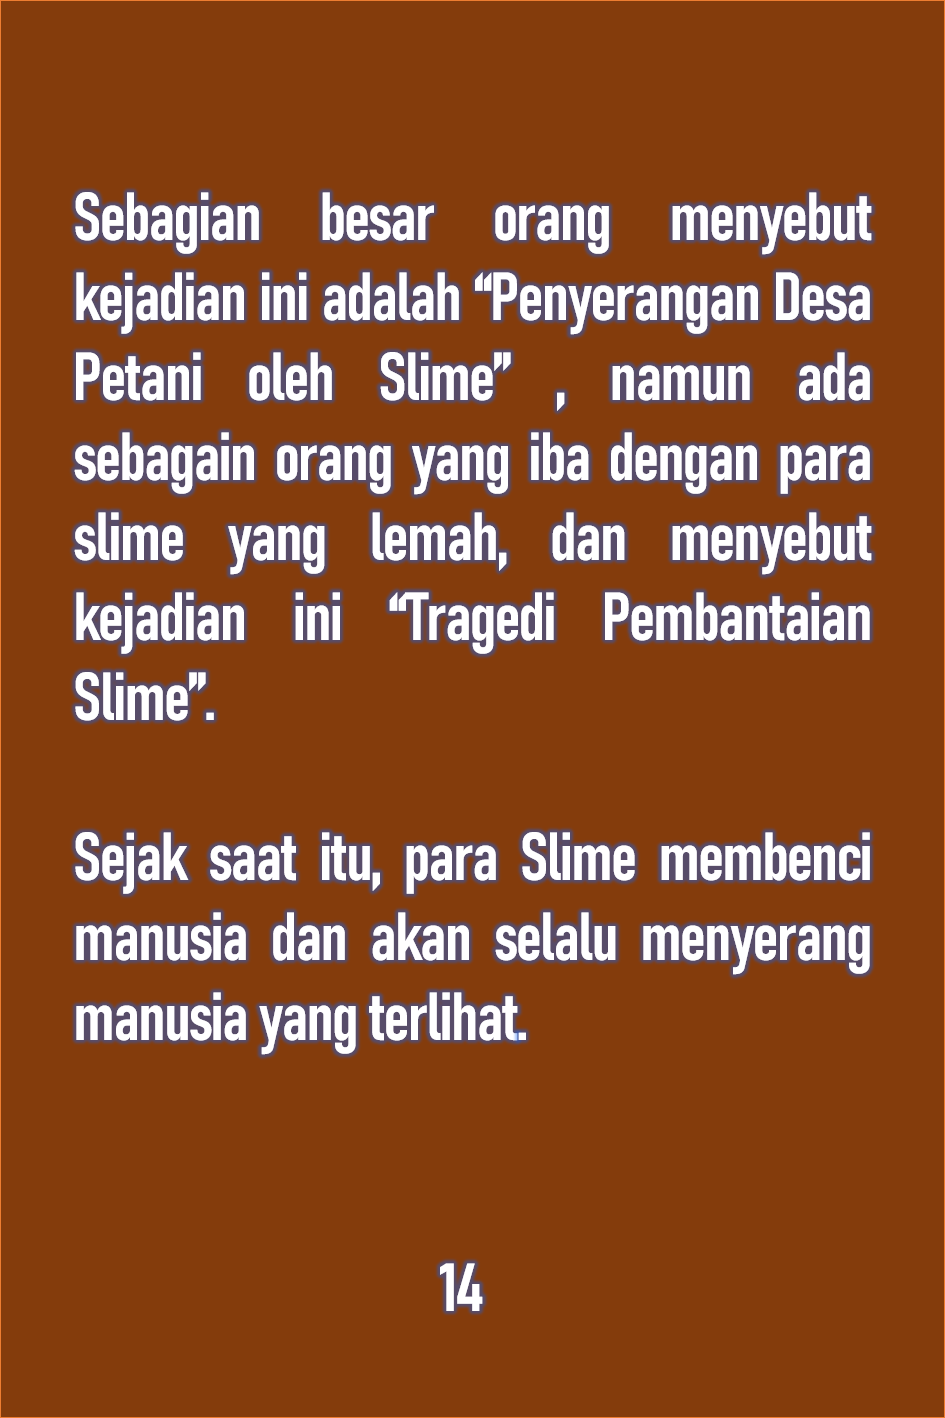 Sebagian besar orang menyebut
kejadian ini adalah “Penyerangan Desa
Petani oleh Slime” , namun ada
sebagain orang yang iba dengan para
slime yang lemah, dan menyebut
kejadian ini “Tragedi Pembantaian
Slime”.
Sejak saat itu, para Slime membenci
manusia dan akan selalu menyerang
manusia yang terlihat.
14